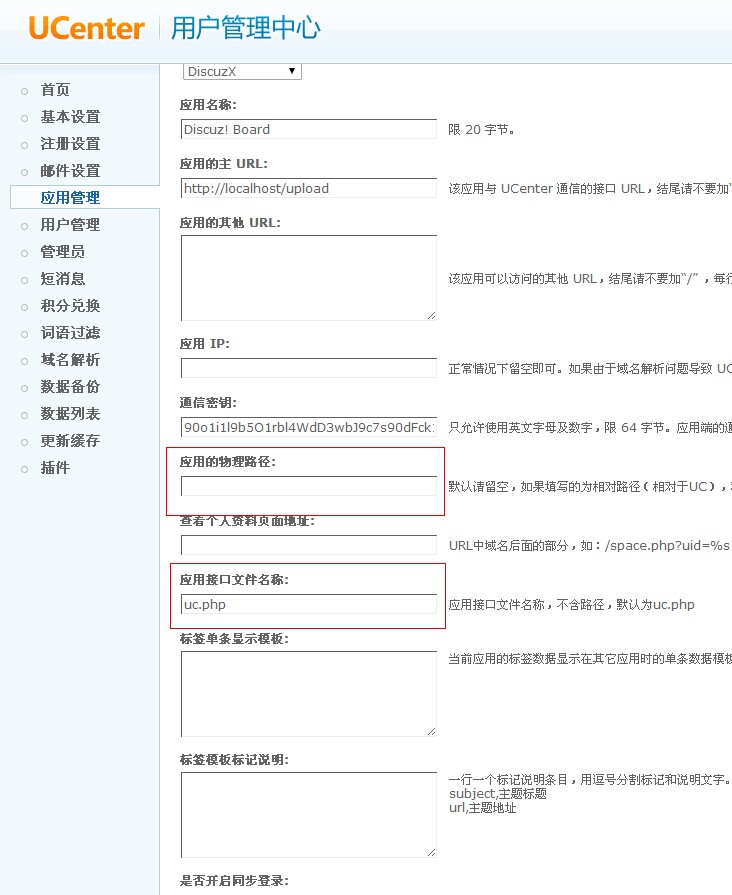 UCenter 用户管理中心
首页
基本设置
注册设置
邮件设置
应用管理
用户管理
管理员
短消息
积分兑换
词语过滤
域名解析
数据备份
数据列表
更新缓存
插件
DiscuzX
应用名称:
Discuz! Board
限 20 字节。
应用的主 URL:
http://localhost/upload
该应用与 UCenter 通信的接口 URL，结尾请不要加“
应用的其他 URL:
该应用可以访问的其他 URL，结尾请不要加“/”，每行
应用 IP:
正常情况下留空即可。如果由于域名解析问题导致 UC
通信密钥:
只允许使用英文字母及数字，限 64 字节。应用端的通
应用的物理路径:
默认请留空，如果填写的为相对路径（相对于UC），
查看个人资料页面地址:
URL中域名后面的部分，如：/space.php?uid=%s
应用接口文件名称:
uc.php
应用接口文件名称，不含路径，默认为uc.php
标签单条显示模板:
当前应用的标签数据显示在其它应用时的单条数据模板
标签模板标记说明:
一行一个标记说明条目，用逗号分割标记和说明文字。
subject,主题标题
url,主题地址
是否开启同步登录: